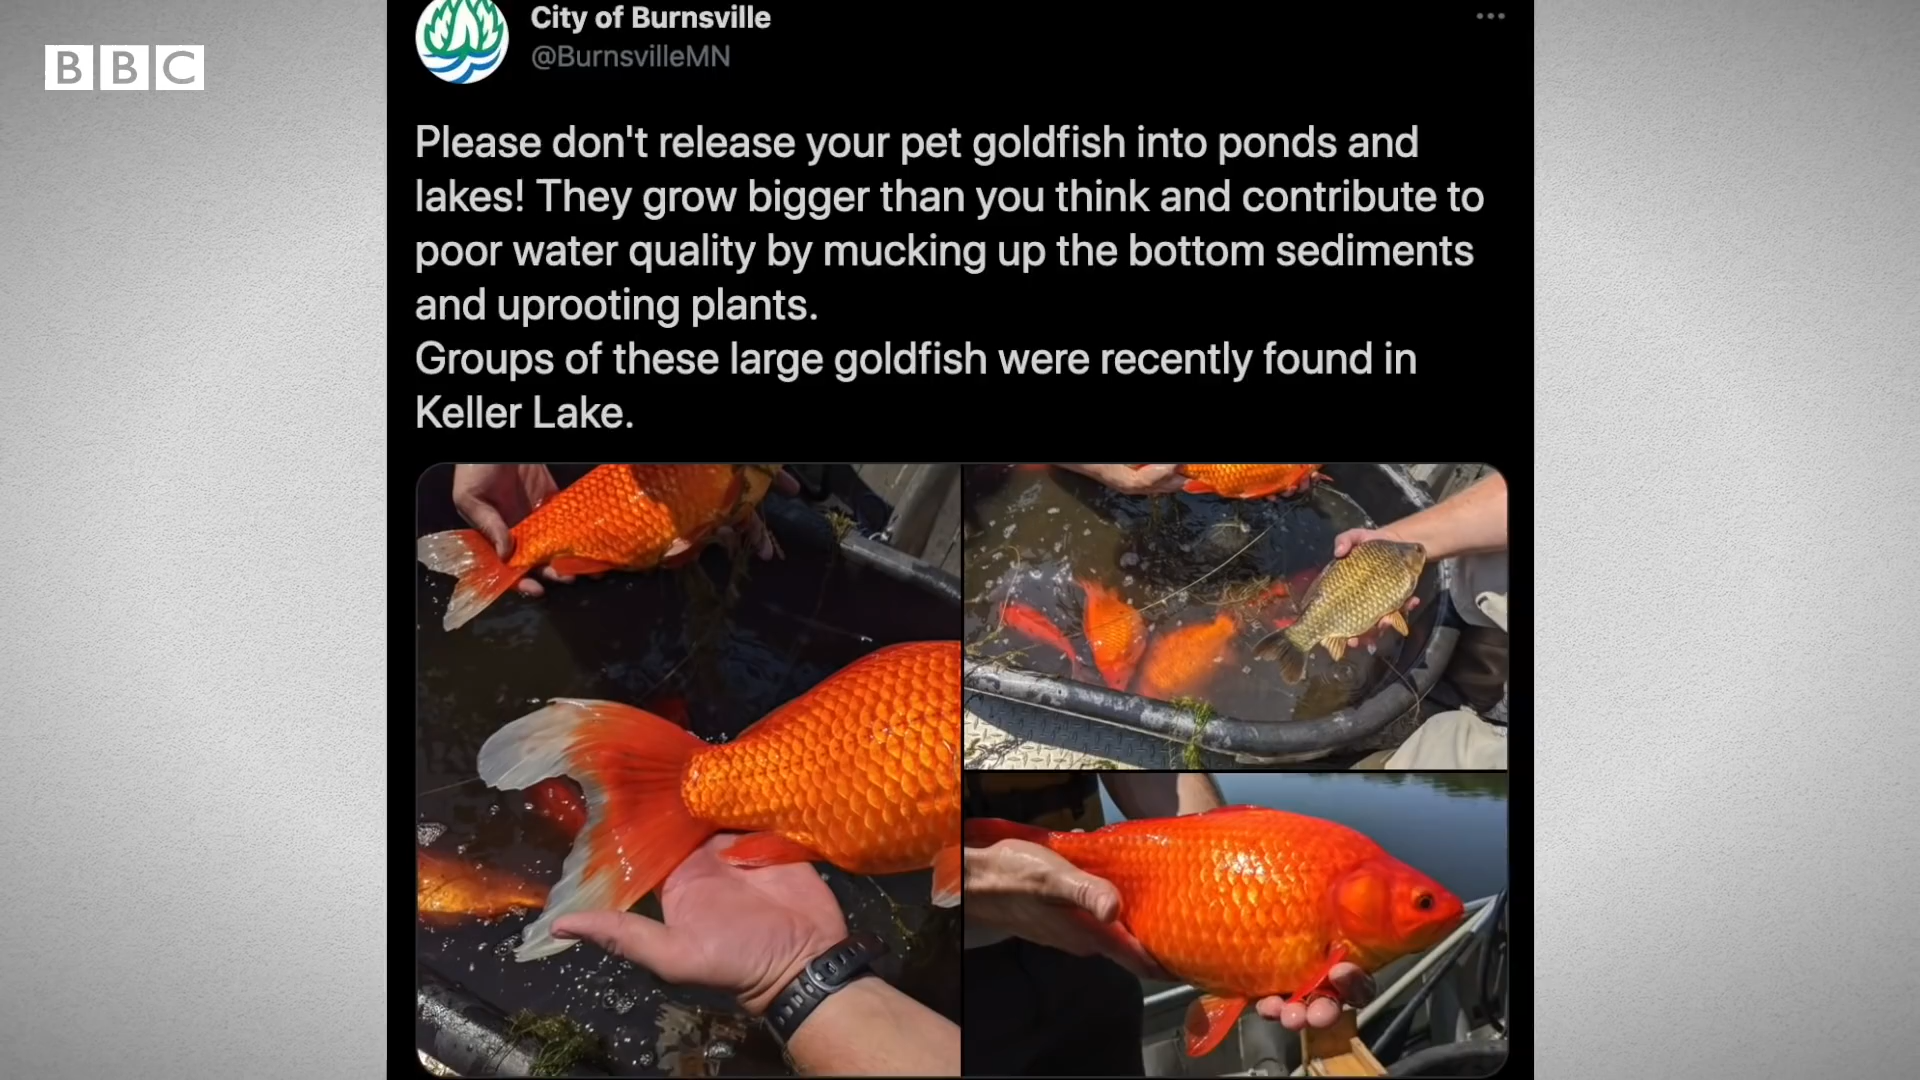 BBC
City of Burnsville
@BurnsvilleMN
Please don't release your pet goldfish into ponds and
lakes! They grow bigger than you think and contribute to
poor water quality by mucking up the bottom sediments
and uprooting plants.
Groups of these large goldfish were recently found in
Keller Lake.